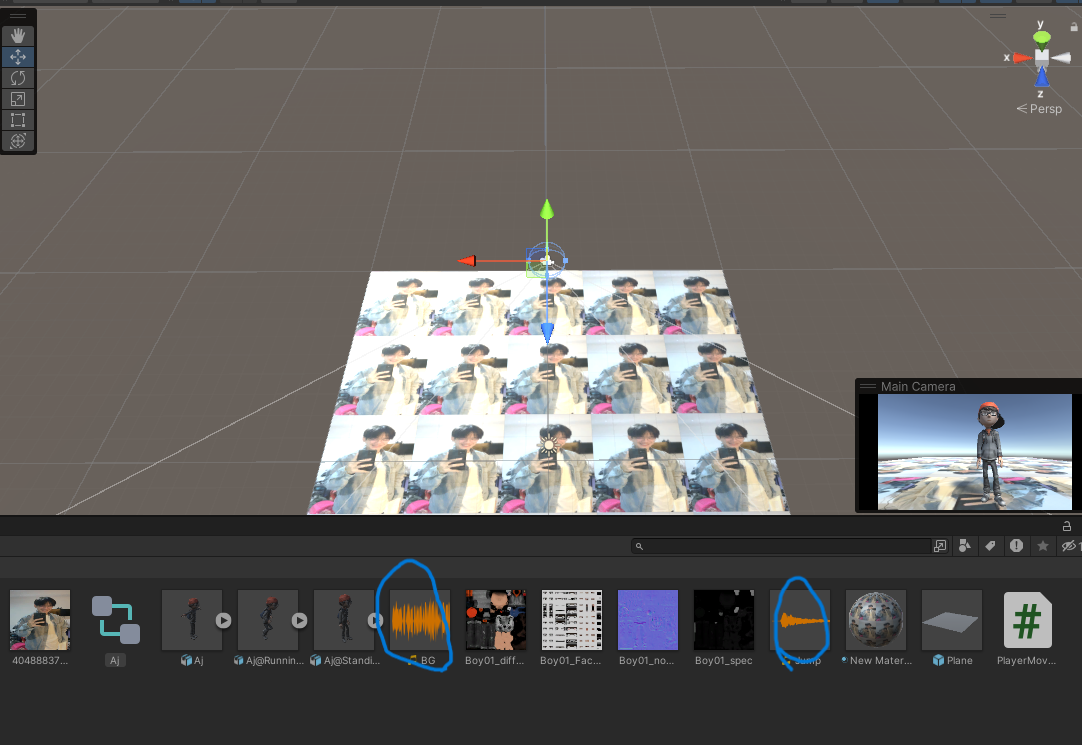 y
x
z
Persp
Main Camera
1
40488837...
Aj
Aj
Aj@Runnin...
Aj@Standi...
BG
Boy01_diff...
Boy01_Fac...
Boy01_no...
Boy01_spec
Jump
New Mater...
Plane
#
PlayerMov...